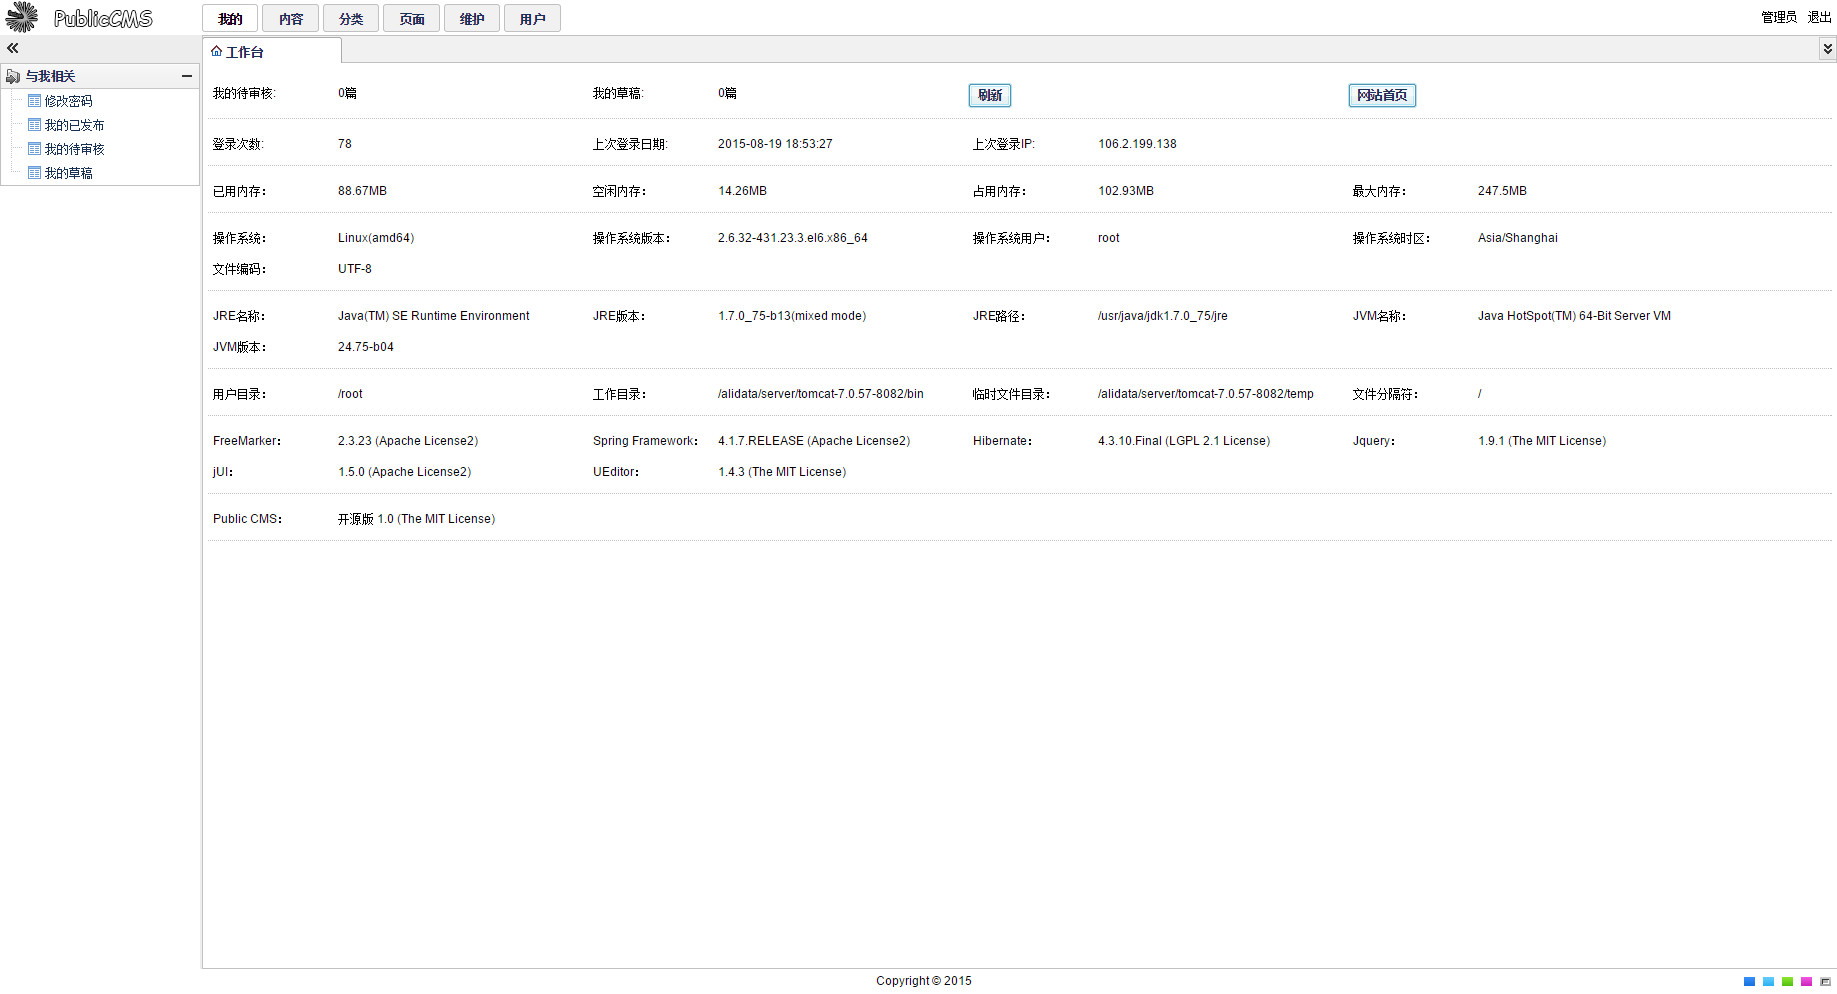 PublicCMS 我的 内容 分类 页面 维护 用户 管理员 退出
工作台
与我相关
修改密码
我的已发布
我的待审核
我的草稿
我的待审核: 0篇 我的草稿: 0篇 刷新 网站首页
登录次数: 78 上次登录日期: 2015-08-19 18:53:27 上次登录IP: 106.2.199.138
已用内存： 88.67MB 空闲内存： 14.26MB 占用内存： 102.93MB 最大内存： 247.5MB
操作系统： Linux(amd64) 操作系统版本： 2.6.32-431.23.3.el6.x86_64 操作系统用户： root 操作系统时区： Asia/Shanghai
文件编码： UTF-8
JRE名称： Java(TM) SE Runtime Environment JRE版本： 1.7.0_75-b13(mixed mode) JRE路径： /usr/java/jdk1.7.0_75/jre JVM名称： Java HotSpot(TM) 64-Bit Server VM
JVM版本： 24.75-b04
用户目录： /root 工作目录： /alidata/server/tomcat-7.0.57-8082/bin 临时文件目录： /alidata/server/tomcat-7.0.57-8082/temp 文件分隔符： /
FreeMarker： 2.3.23 (Apache License2) Spring Framework： 4.1.7.RELEASE (Apache License2) Hibernate： 4.3.10.Final (LGPL 2.1 License) Jquery： 1.9.1 (The MIT License)
jUI： 1.5.0 (Apache License2) UEditor： 1.4.3 (The MIT License)
Public CMS： 开源版 1.0 (The MIT License)
Copyright © 2015